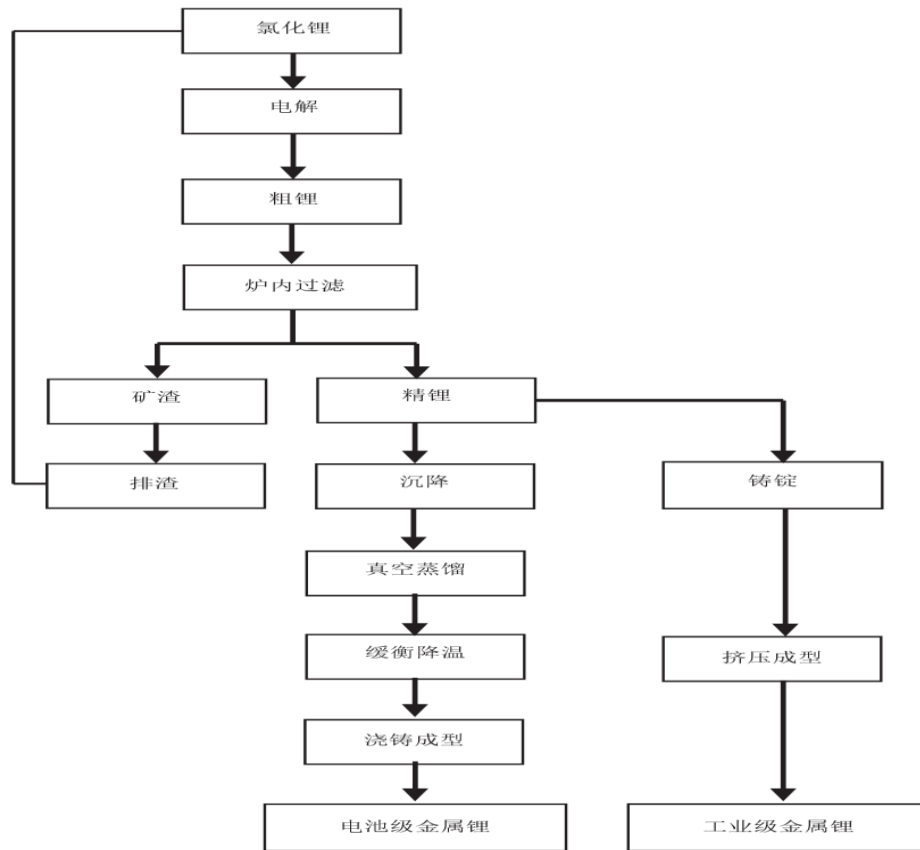 氯化锂
电解
粗锂
炉内过滤
矿渣
精锂
排渣
沉降
铸锭
真空蒸馏
缓衡降温
挤压成型
浇铸成型
电池级金属锂
工业级金属锂